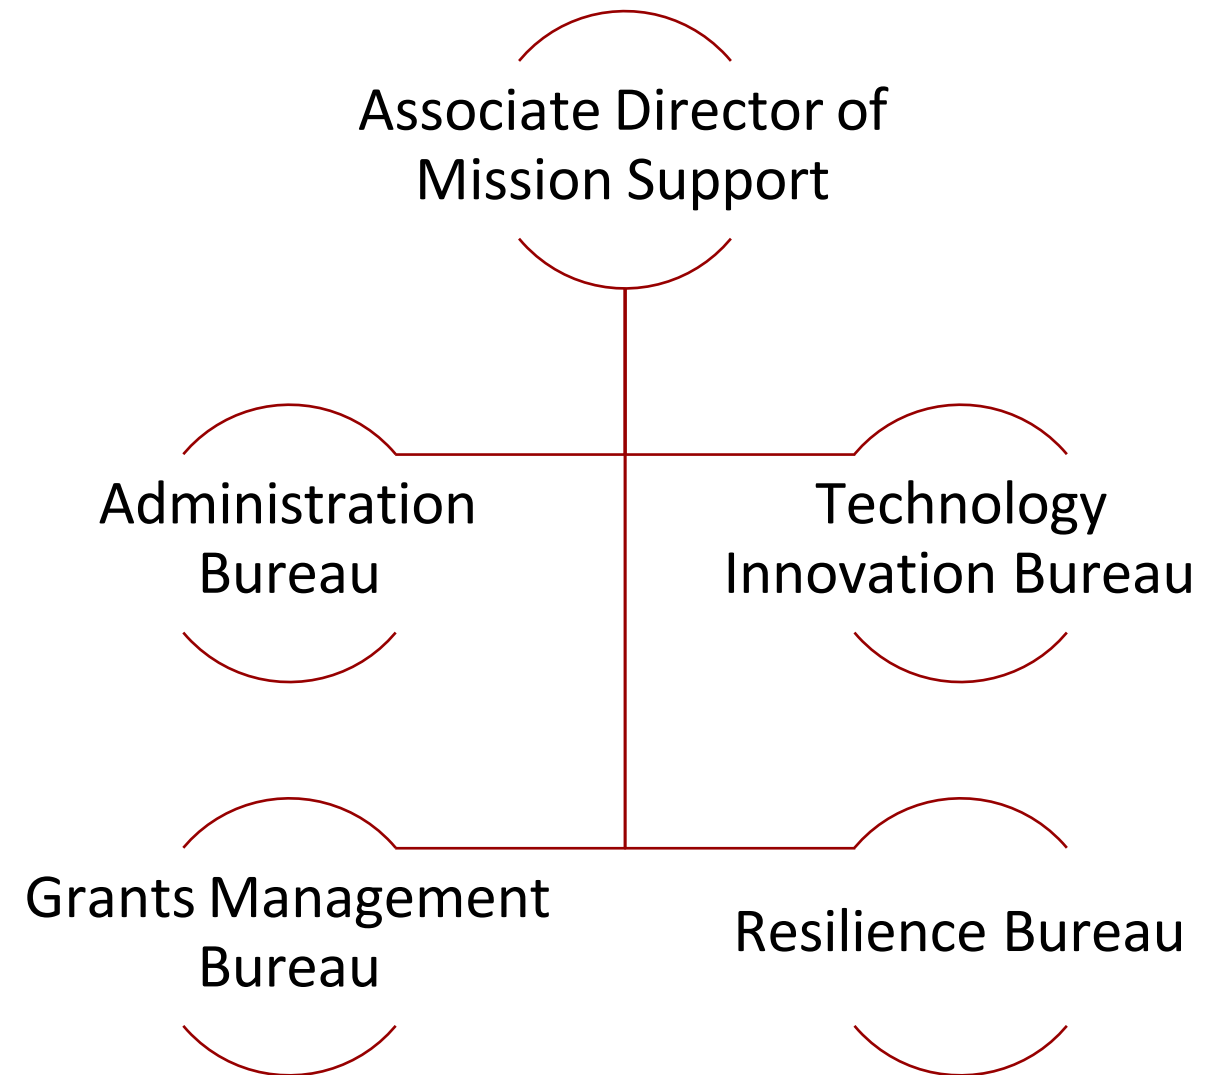 Associate Director of
Mission Support
Administration
Bureau
Technology
Innovation Bureau
Grants Management
Bureau
Resilience Bureau